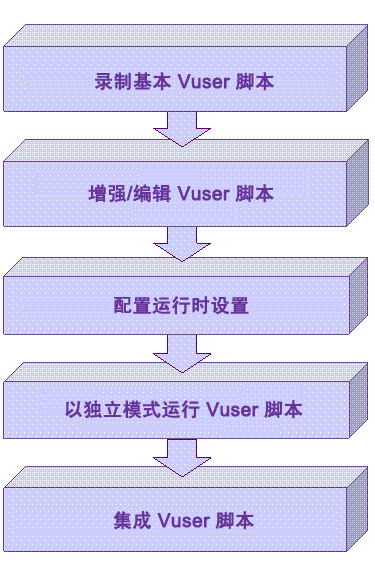 录制基本 Vuser 脚本
增强/编辑 Vuser 脚本
配置运行时设置
以独立模式运行 Vuser 脚本
集成 Vuser 脚本